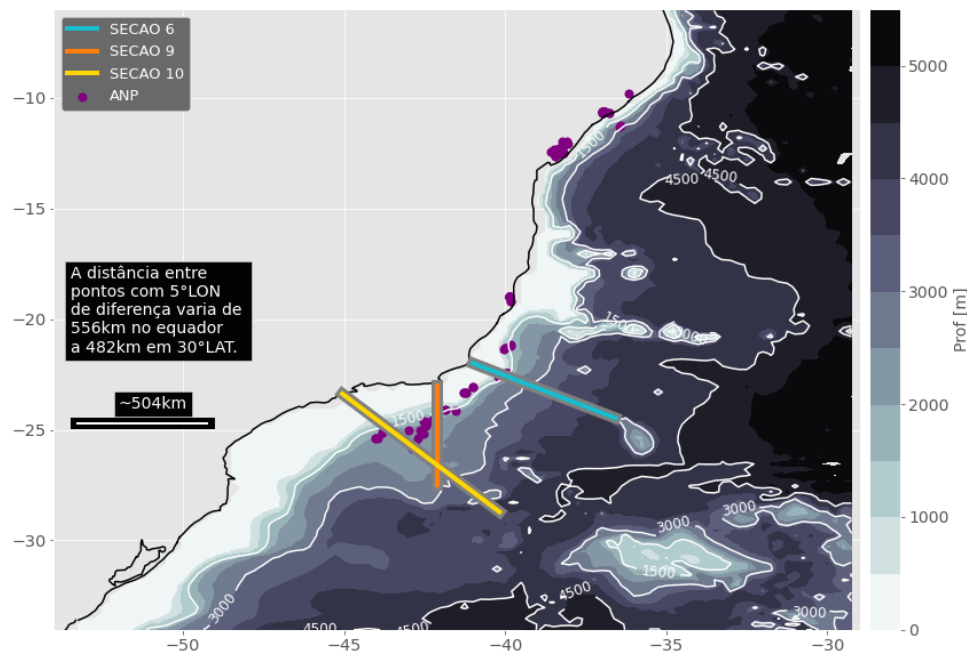 SECAO 6
SECAO 9
SECAO 10
ANP
−10
−15
−20
−25
−30
A distância entre
pontos com 5°LON
de diferença varia de
556km no equador
a 482km em 30°LAT.
~504km
1500
4500
4500
1500
1500
3000
3000
1500
3000
4500
4500
4500
−50
−45
−40
−35
−30
5000
4000
3000
2000
1000
0
Prof [m]